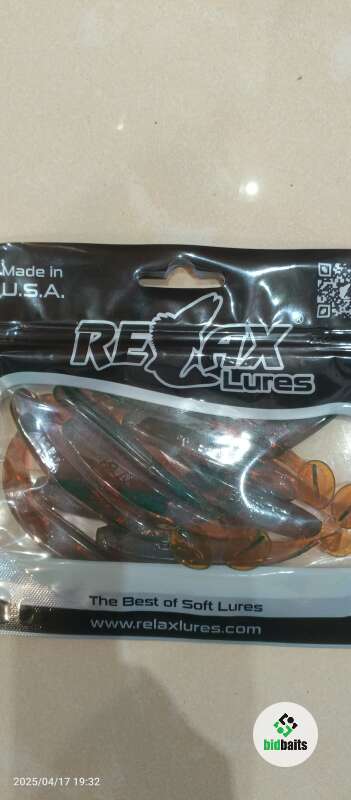 Made in
U.S.A.
RELAX®
Lures
The Best of Soft Lures
www.relaxlures.com
bidbaits
2025/04/17 19:32